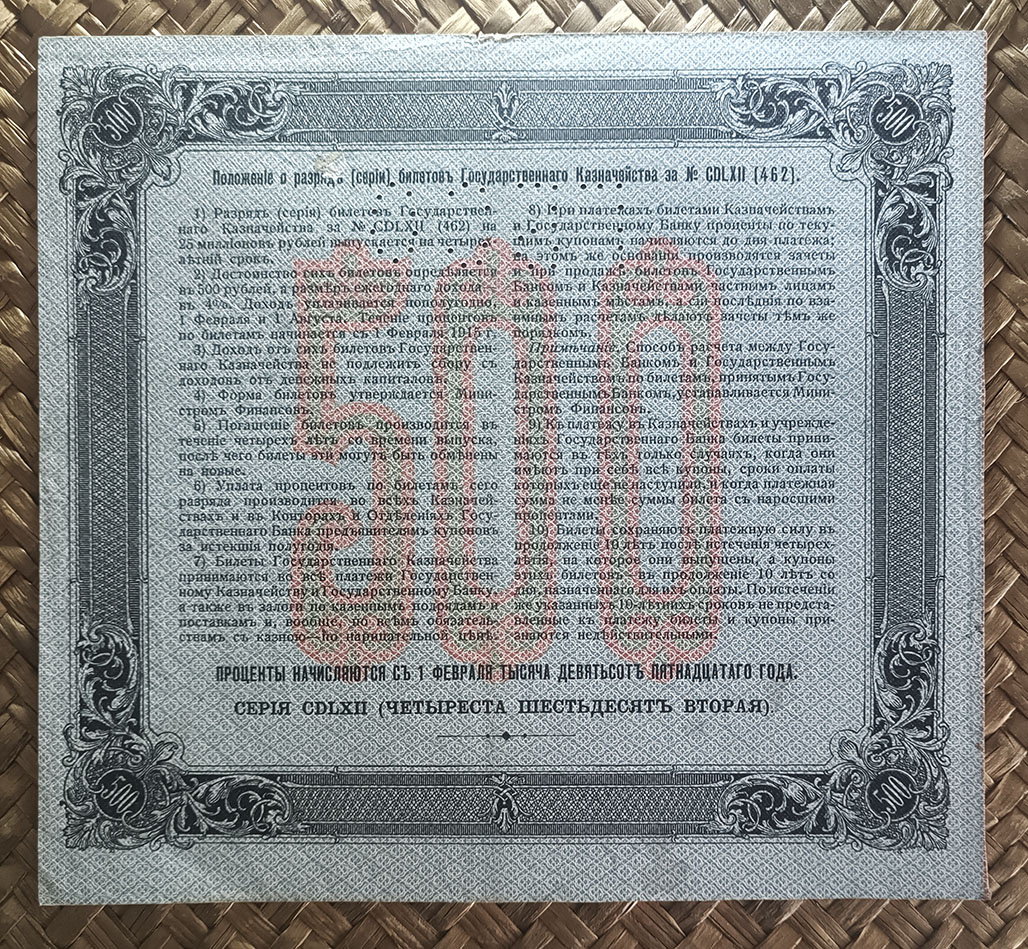 500
500
Положеніе о разрядѣ (серіи) билетовъ Государственнаго Казначейства за № CDLXII (462).
1) Разрядъ (серія) билетовъ Государствен-
наго Казначейства за № CDLXII (462) на
25 милліоновъ рублей выпускается на четырех-
лѣтній срокъ.
2) Достоинство сихъ билетовъ опредѣляется
въ 500 рублей, а размѣръ ежегоднаго дохода
въ 4%. Доходъ уплачивается пополугодно,
1 Февраля и 1 Августа. Теченіе процентовъ
по билетамъ начинается съ 1 Февраля 1915 г.
3) Доходъ отъ сихъ билетовъ Государствен-
наго Казначейства не подлежитъ сбору съ
доходовъ отъ денежныхъ капиталовъ.
4) Форма билетовъ утверждается Мини-
стромъ Финансовъ.
5) Погашеніе билетовъ производится въ
теченіе четырехъ лѣтъ со времени выпуска,
послѣ чего билеты эти могутъ быть обмѣнены
на новые.
6) Уплата процентовъ по билетамъ сего
разряда производится во всѣхъ Казначей-
ствахъ и въ Конторахъ и Отдѣленіяхъ Госу-
дарственнаго Банка предъявителямъ купоновъ
за истекшія полугодія.
7) Билеты Государственнаго Казначейства
принимаются во всѣ платежи Государствен-
ному Казначейству и Государственному Банку,
а также въ залоги по казеннымъ подрядамъ и
поставкамъ и, вообще, по всѣмъ обязатель-
ствамъ съ казною—по нарицательной цѣнѣ.
8) При платежахъ билетами Казначействамъ
и Государственному Банку проценты по теку-
щимъ купонамъ начисляются до дня платежа;
на этомъ же основаніи производятся зачеты
и при продажѣ билетовъ Государственнымъ
Банкомъ и Казначействами частнымъ лицамъ
и казеннымъ мѣстамъ, а сіи послѣднія по вза-
имнымъ расчетамъ дѣлаютъ зачеты тѣмъ же
порядкомъ.
Примѣчаніе. Способъ расчета между Госу-
дарственнымъ Банкомъ и Государственнымъ
Казначействомъ по билетамъ, принятымъ Госу-
дарственнымъ Банкомъ, устанавливается Мини-
стромъ Финансовъ.
9) Къ платежу въ Казначействахъ и учрежде-
ніяхъ Государственнаго Банка билеты прини-
маются въ тѣхъ только случаяхъ, когда они
имѣютъ при себѣ всѣ купоны, сроки оплаты
которыхъ еще не наступили, и когда платежная
сумма не менѣе суммы билета съ наросшими
процентами.
10) Билеты сохраняютъ платежную силу въ
продолженіе 10 лѣтъ послѣ истеченія четырех-
лѣтія, на которое они выпущены, а купоны
этихъ билетовъ—въ продолженіе 10 лѣтъ со
дня, назначеннаго для ихъ оплаты. По истеченіи
же указанныхъ 10-лѣтнихъ сроковъ не предста-
вленные къ платежу билеты и купоны при-
знаются недѣйствительными.
500
ПРОЦЕНТЫ НАЧИСЛЯЮТСЯ СЪ 1 ФЕВРАЛЯ ТЫСЯЧА ДЕВЯТЬСОТЪ ПЯТНАДЦАТАГО ГОДА.
СЕРІЯ CDLXII (ЧЕТЫРЕСТА ШЕСТЬДЕСЯТЪ ВТОРАЯ).
500
500